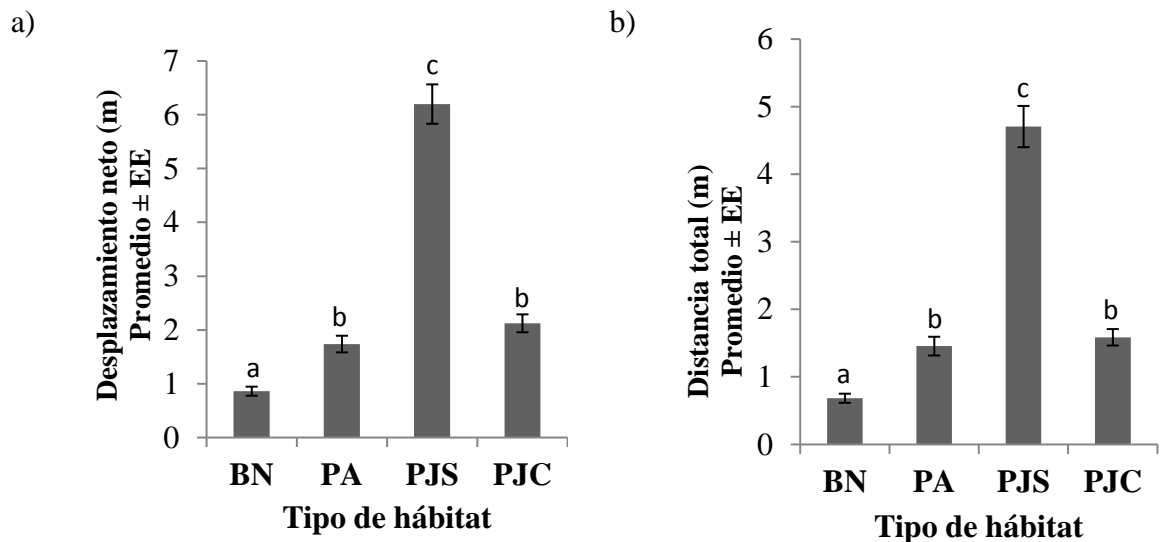 a)
Desplazamiento neto (m)
Promedio ± EE
7
6
5
4
3
2
1
0
a
b
c
b
BN PA PJS PJC
Tipo de hábitat
b)
Distancia total (m)
Promedio ± EE
6
5
4
3
2
1
0
a
b
c
b
BN PA PJS PJC
Tipo de hábitat